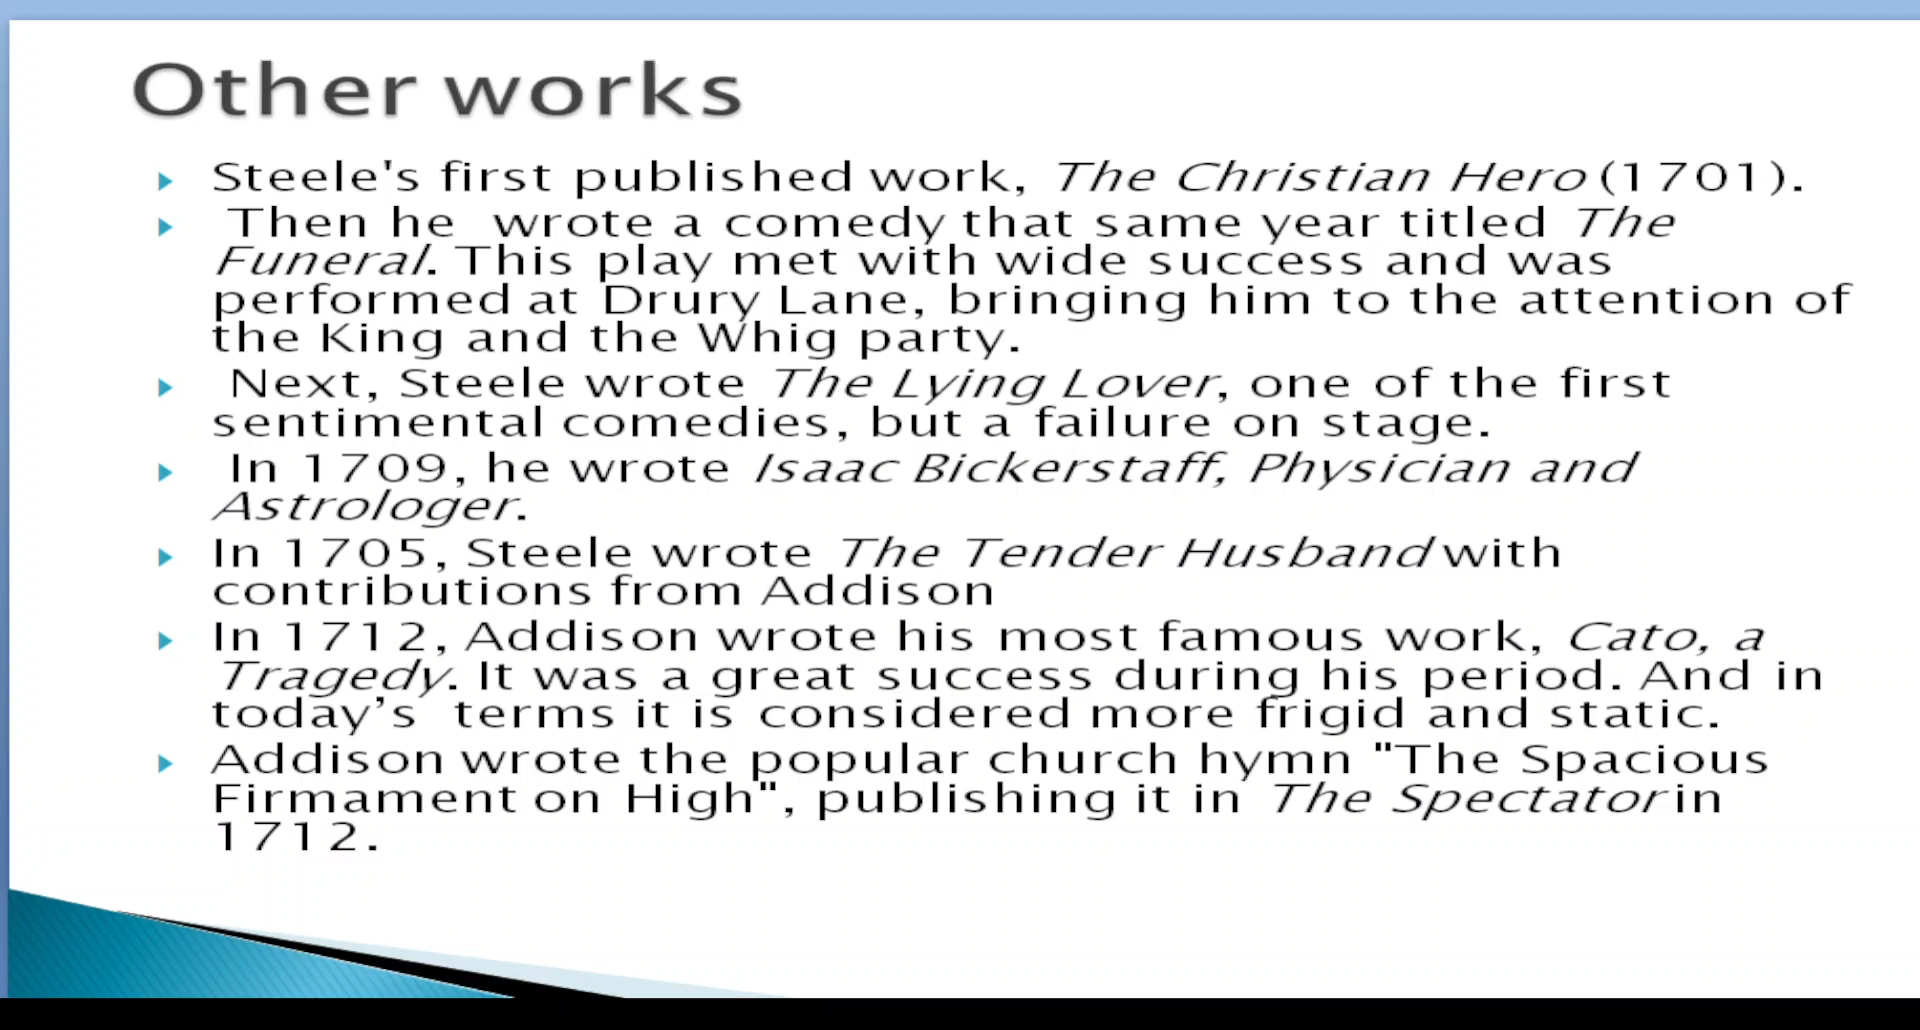 Other works
Steele's first published work, The Christian Hero (1701).
Then he wrote a comedy that same year titled The
Funeral. This play met with wide success and was
performed at Drury Lane, bringing him to the attention of
the King and the Whig party.
Next, Steele wrote The Lying Lover, one of the first
sentimental comedies, but a failure on stage.
In 1709, he wrote Isaac Bickerstaff, Physician and
Astrologer.
In 1705, Steele wrote The Tender Husband with
contributions from Addison
In 1712, Addison wrote his most famous work, Cato, a
Tragedy. It was a great success during his period. And in
today’s terms it is considered more frigid and static.
Addison wrote the popular church hymn "The Spacious
Firmament on High", publishing it in The Spectator in
1712.